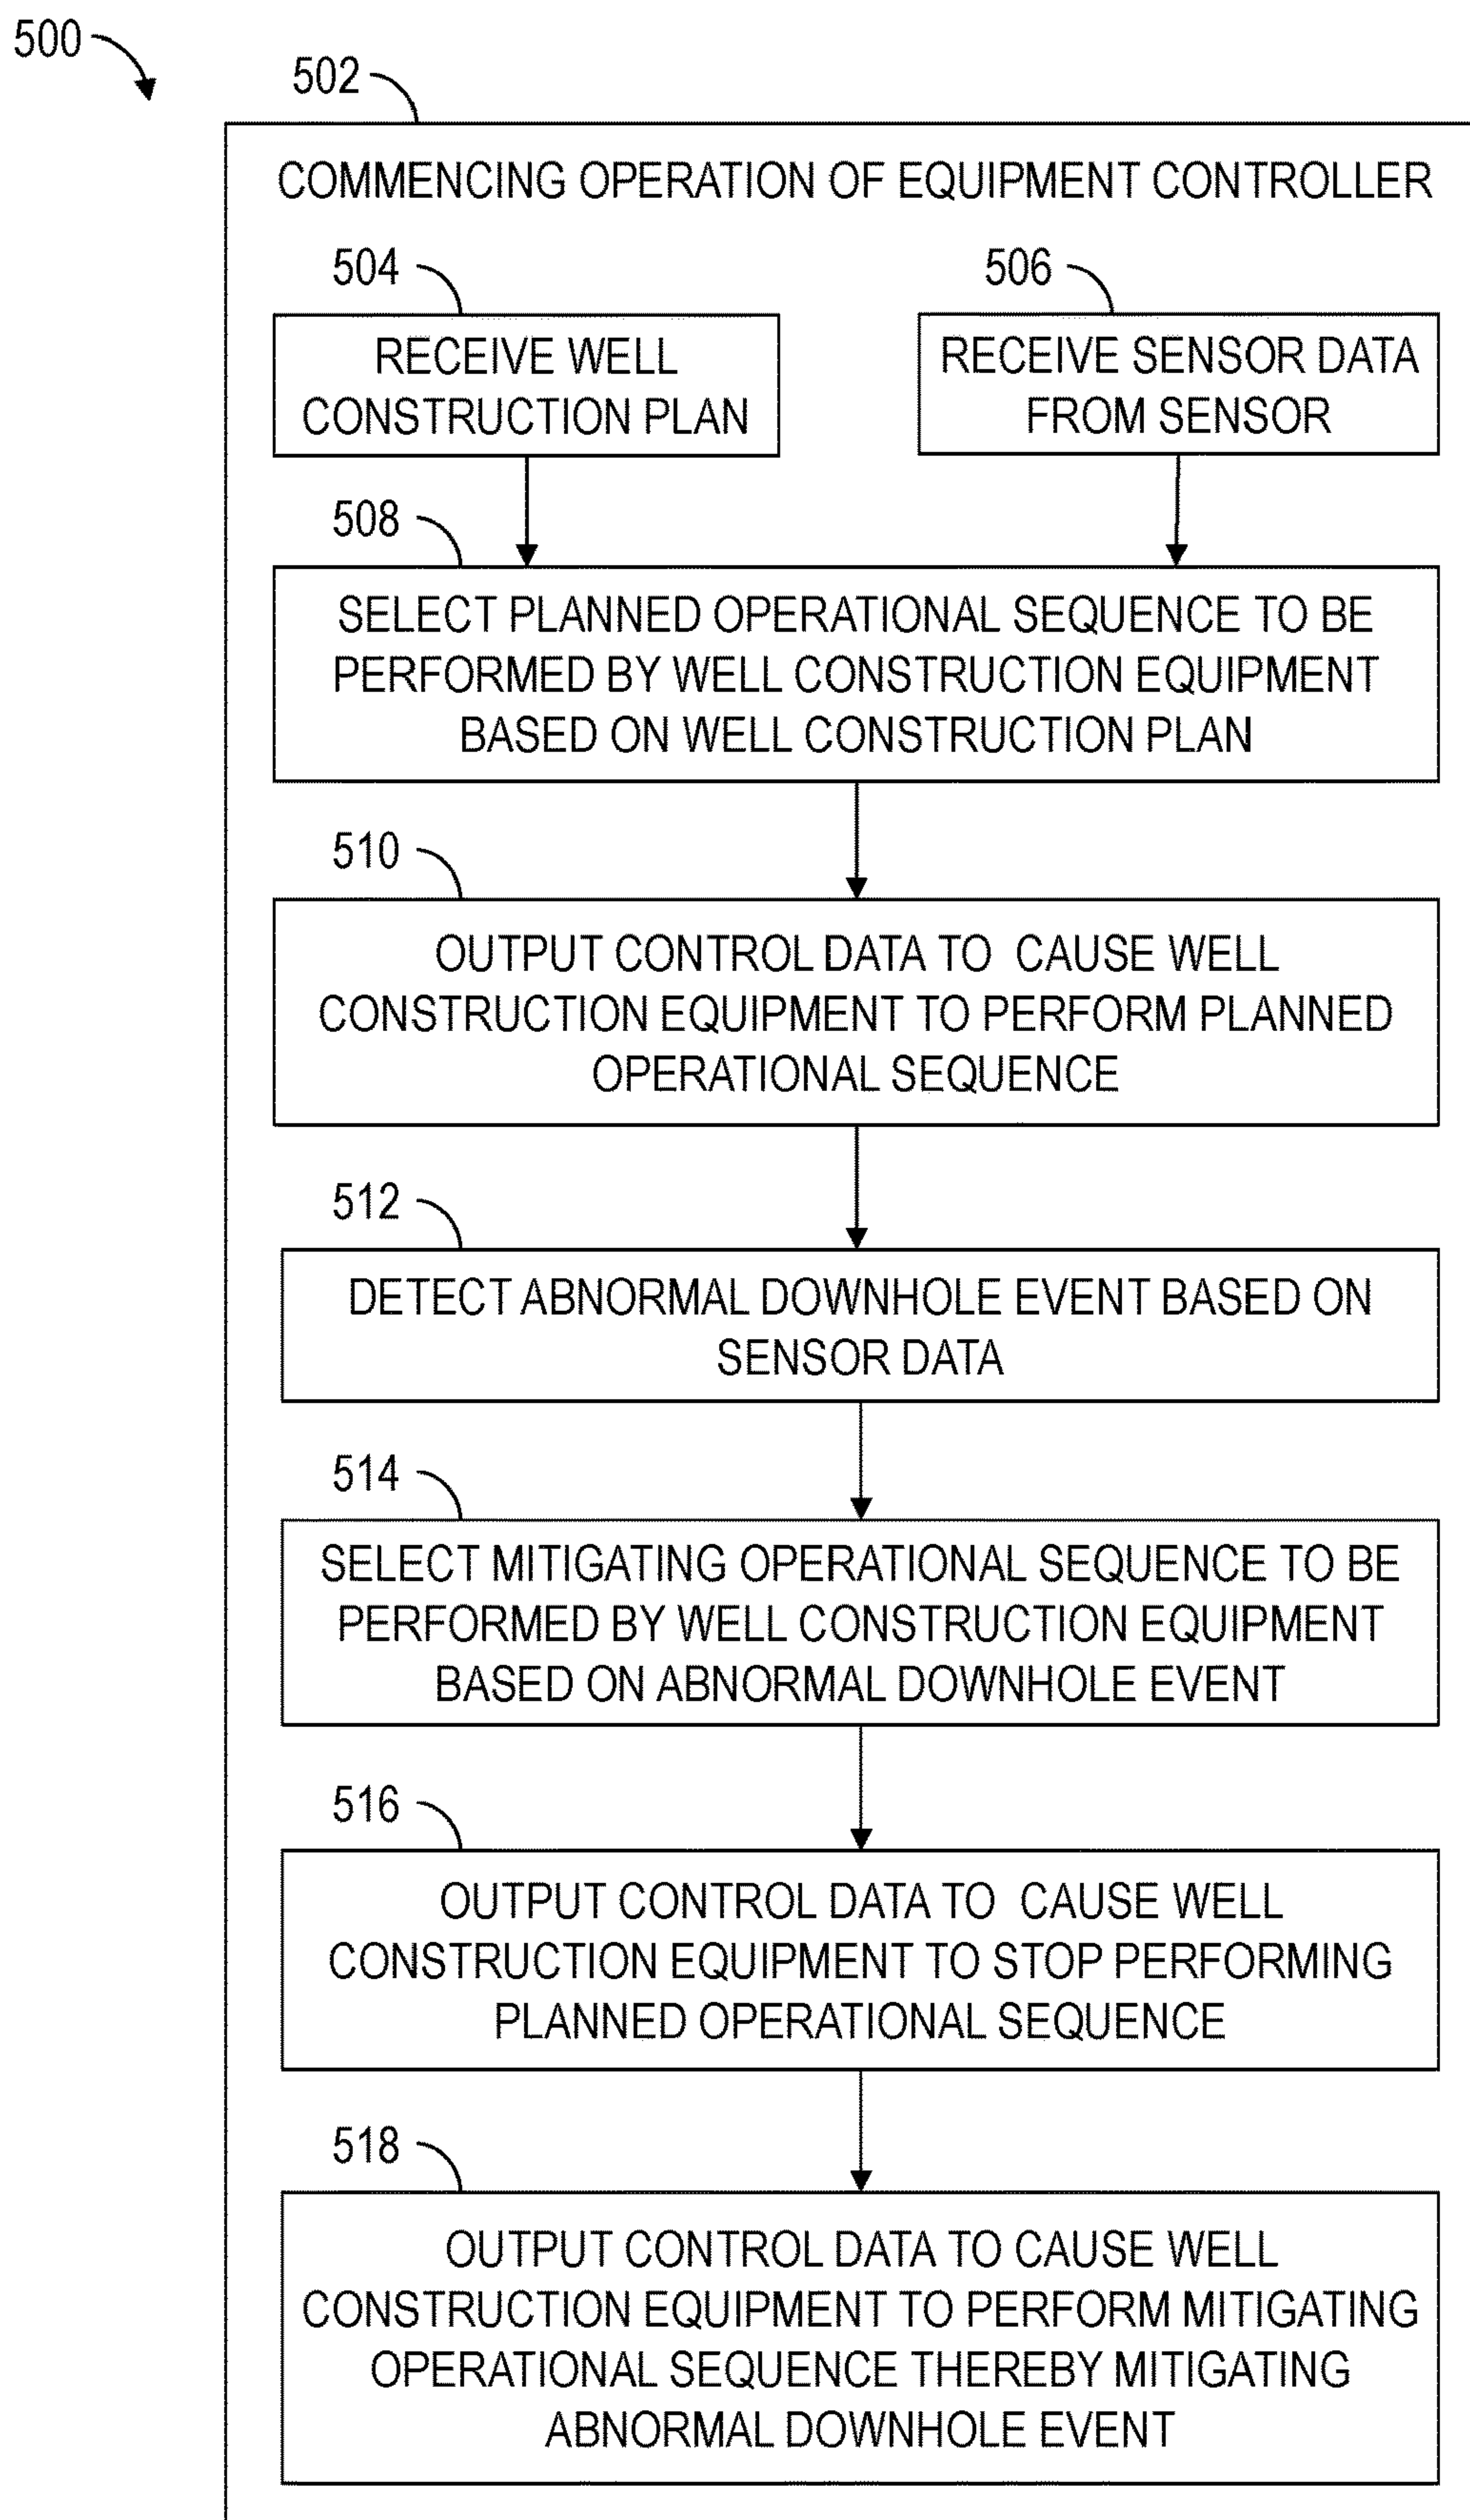 500
502
COMMENCING OPERATION OF EQUIPMENT CONTROLLER
504
RECEIVE WELL
CONSTRUCTION PLAN
506
RECEIVE SENSOR DATA
FROM SENSOR
508
SELECT PLANNED OPERATIONAL SEQUENCE TO BE
PERFORMED BY WELL CONSTRUCTION EQUIPMENT
BASED ON WELL CONSTRUCTION PLAN
510
OUTPUT CONTROL DATA TO CAUSE WELL
CONSTRUCTION EQUIPMENT TO PERFORM PLANNED
OPERATIONAL SEQUENCE
512
DETECT ABNORMAL DOWNHOLE EVENT BASED ON
SENSOR DATA
514
SELECT MITIGATING OPERATIONAL SEQUENCE TO BE
PERFORMED BY WELL CONSTRUCTION EQUIPMENT
BASED ON ABNORMAL DOWNHOLE EVENT
516
OUTPUT CONTROL DATA TO CAUSE WELL
CONSTRUCTION EQUIPMENT TO STOP PERFORMING
PLANNED OPERATIONAL SEQUENCE
518
OUTPUT CONTROL DATA TO CAUSE WELL
CONSTRUCTION EQUIPMENT TO PERFORM MITIGATING
OPERATIONAL SEQUENCE THEREBY MITIGATING
ABNORMAL DOWNHOLE EVENT